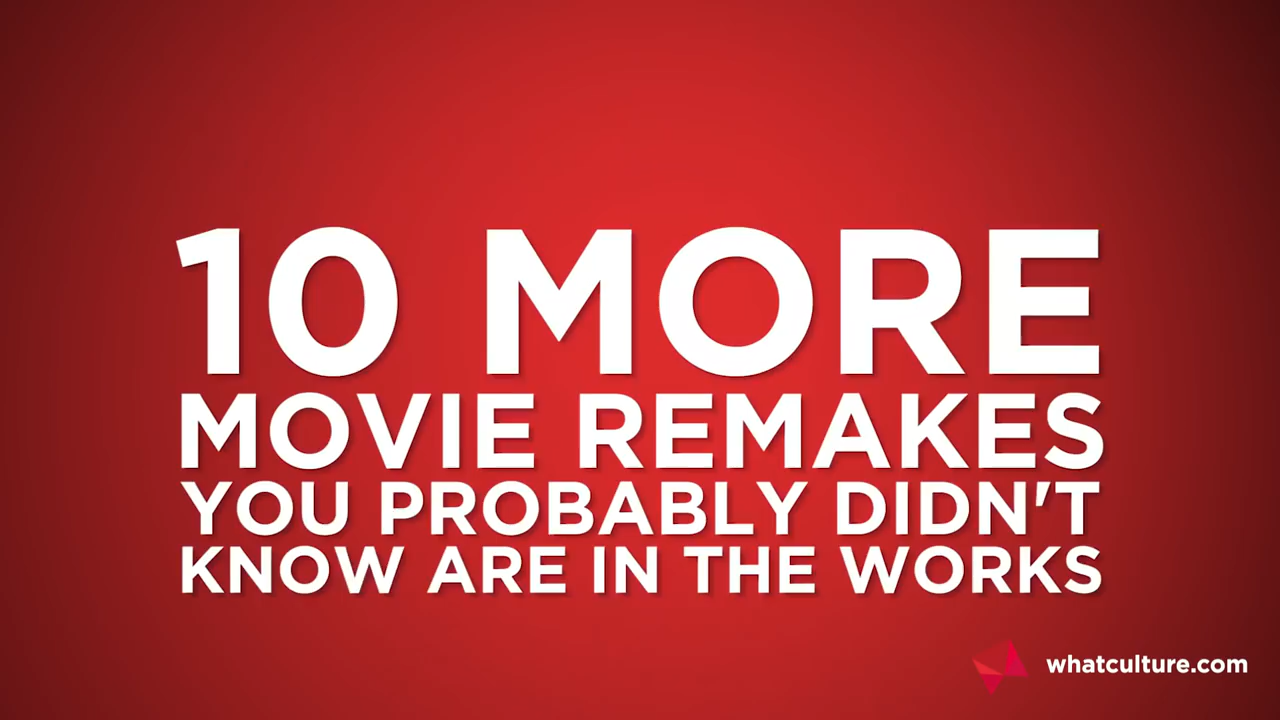 10 MORE
MOVIE REMAKES
YOU PROBABLY DIDN'T
KNOW ARE IN THE WORKS
whatculture.com